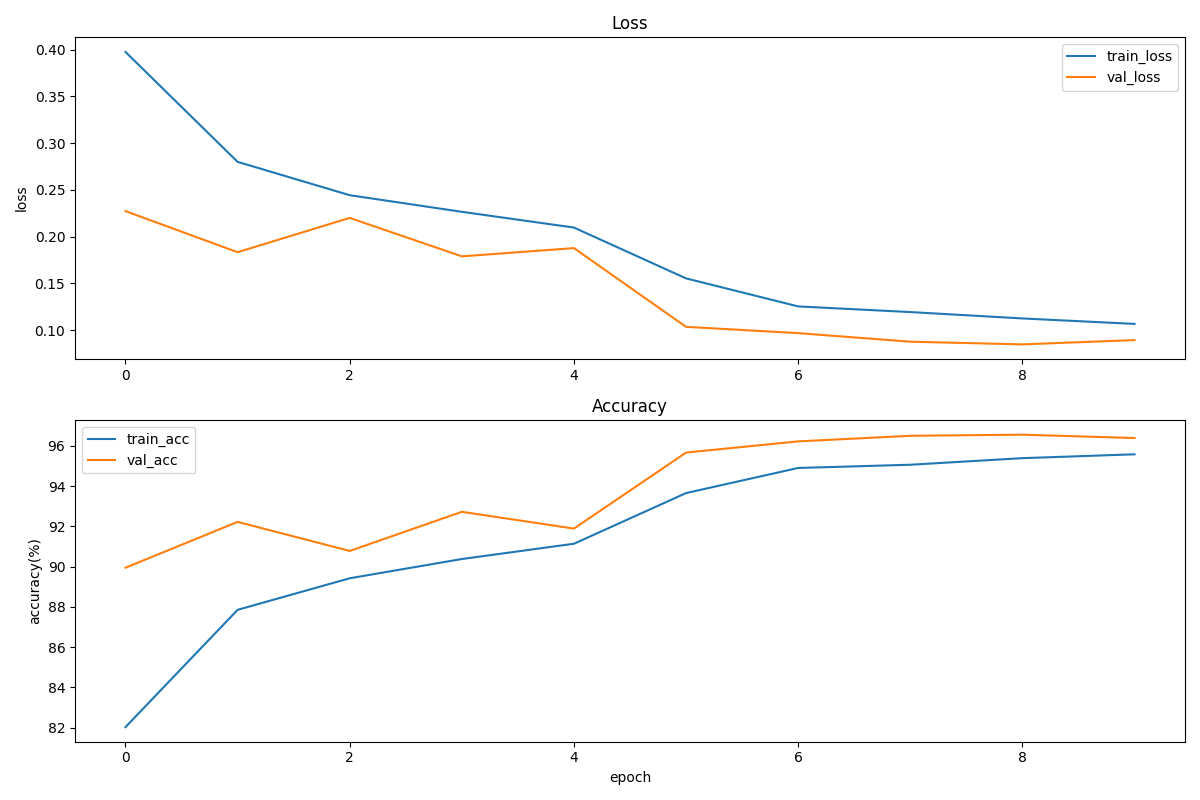 Loss
0.40
0.35
0.30
0.25
0.20
0.15
0.10
loss
train_loss
val_loss
0 2 4 6 8
Accuracy
96
94
92
90
88
86
84
82
accuracy(%)
train_acc
val_acc
0 2 4 6 8
epoch